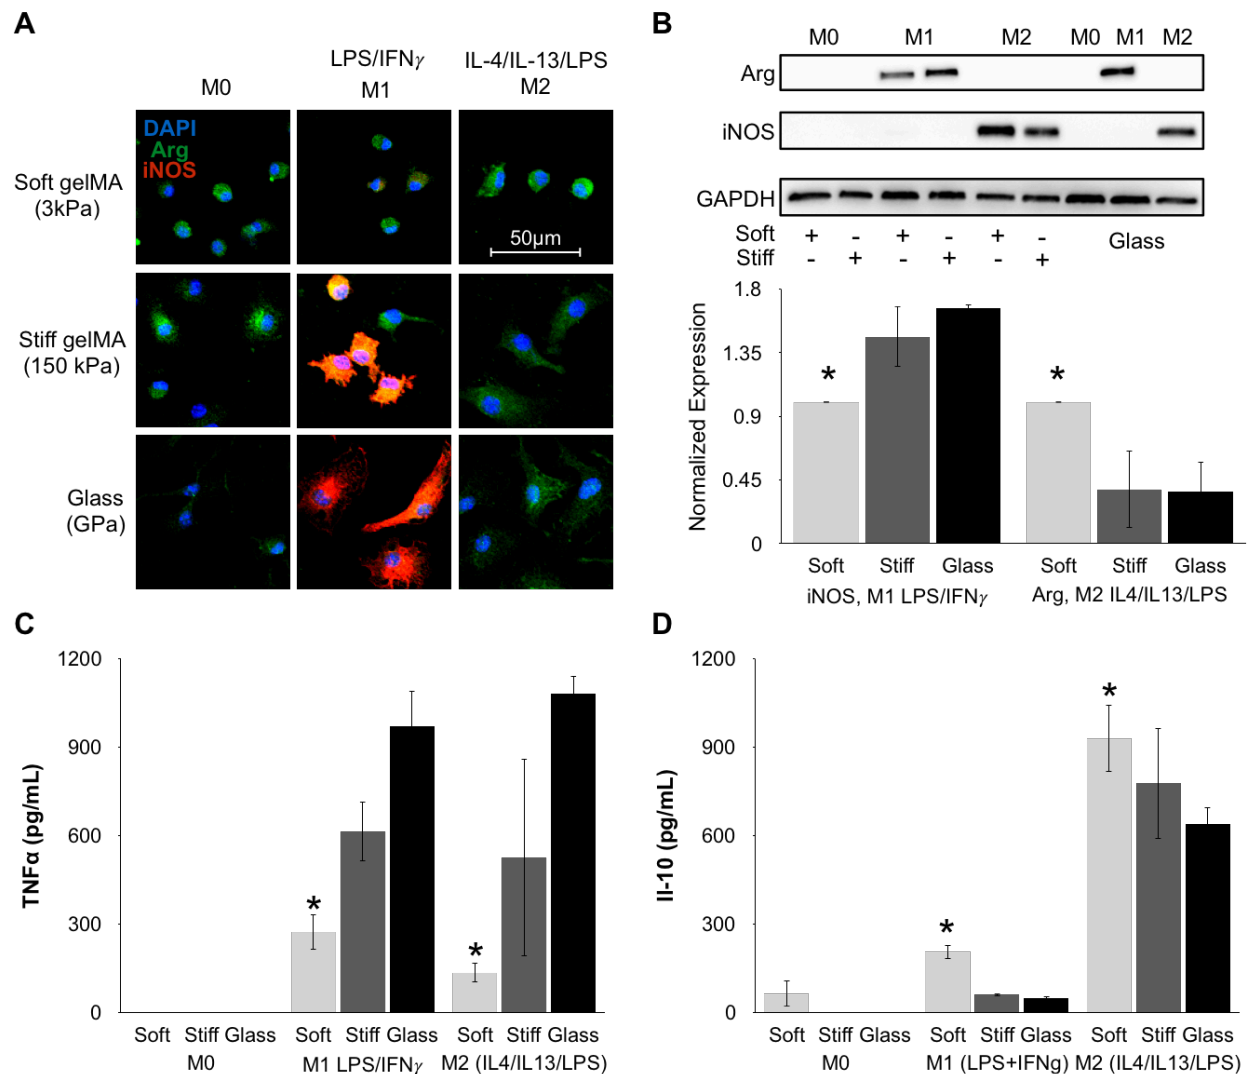 A
LPS/IFNγ
IL-4/IL-13/LPS
M0
M1
M2
DAPI
Arg
iNOS
Soft gelMA
(3kPa)
50µm
Stiff gelMA
(150 kPa)
Glass
(GPa)
B
M0 M1 M2 M0 M1 M2
Arg
iNOS
GAPDH
Soft + - + - + -
Stiff - + - + - +
Glass
Normalized Expression
1.8
1.35
0.9
0.45
0
*
*
Soft Stiff Glass Soft Stiff Glass
iNOS, M1 LPS/IFNγ Arg, M2 IL4/IL13/LPS
C
TNFα (pg/mL)
1200
900
600
300
0
*
*
Soft Stiff Glass Soft Stiff Glass Soft Stiff Glass
M0 M1 LPS/IFNγ M2 (IL4/IL13/LPS)
D
Il-10 (pg/mL)
1200
900
600
300
0
*
*
Soft Stiff Glass Soft Stiff Glass Soft Stiff Glass
M0 M1 (LPS+IFNg) M2 (IL4/IL13/LPS)